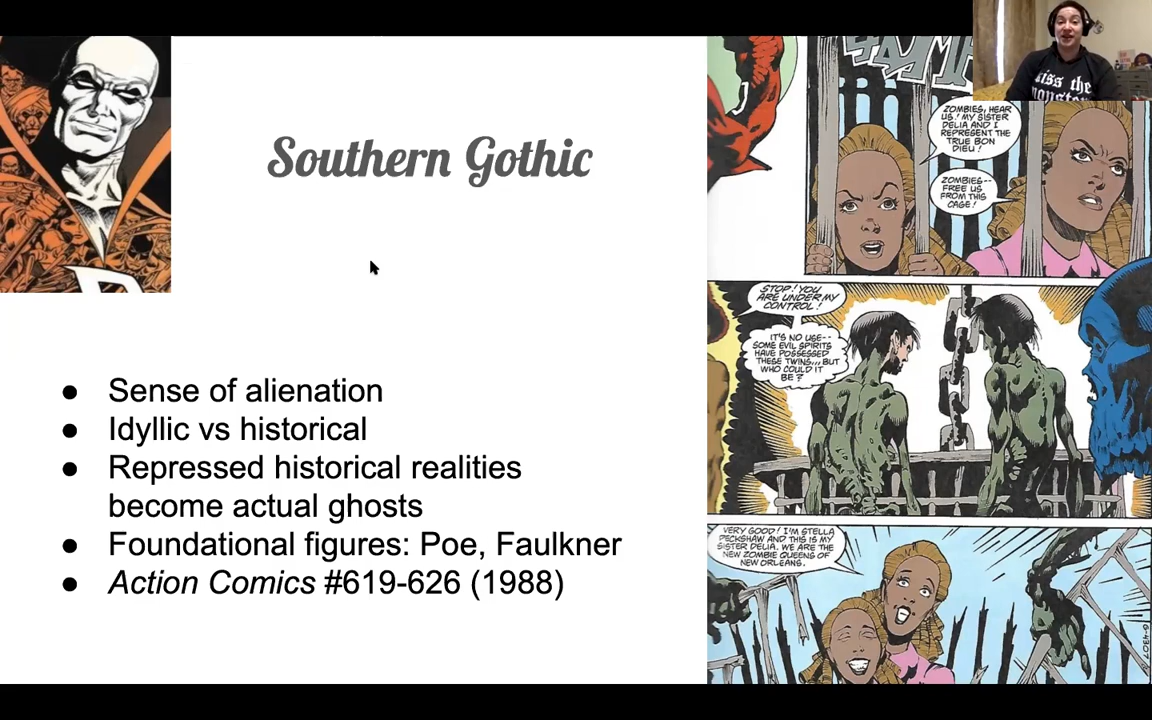 Southern Gothic
● Sense of alienation
● Idyllic vs historical
● Repressed historical realities
become actual ghosts
● Foundational figures: Poe, Faulkner
● Action Comics #619-626 (1988)
ZOMBIES, HEAR
US! MY SISTER
DELIA AND I
REPRESENT THE
TRUE BON
DIEU!
ZOMBIES--
FREE US
FROM THIS
CAGE!
STOP! YOU
ARE UNDER MY
CONTROL!
IT'S NO USE--
SOME EVIL SPIRITS
HAVE POSSESSED
THESE TWINS... BUT
WHO COULD IT
BE?
VERY GOOD! I'M STELLA
PECKSHAW AND THIS IS MY
SISTER DELIA. WE ARE THE
NEW ZOMBIE QUEENS OF
NEW ORLEANS.
kiss the